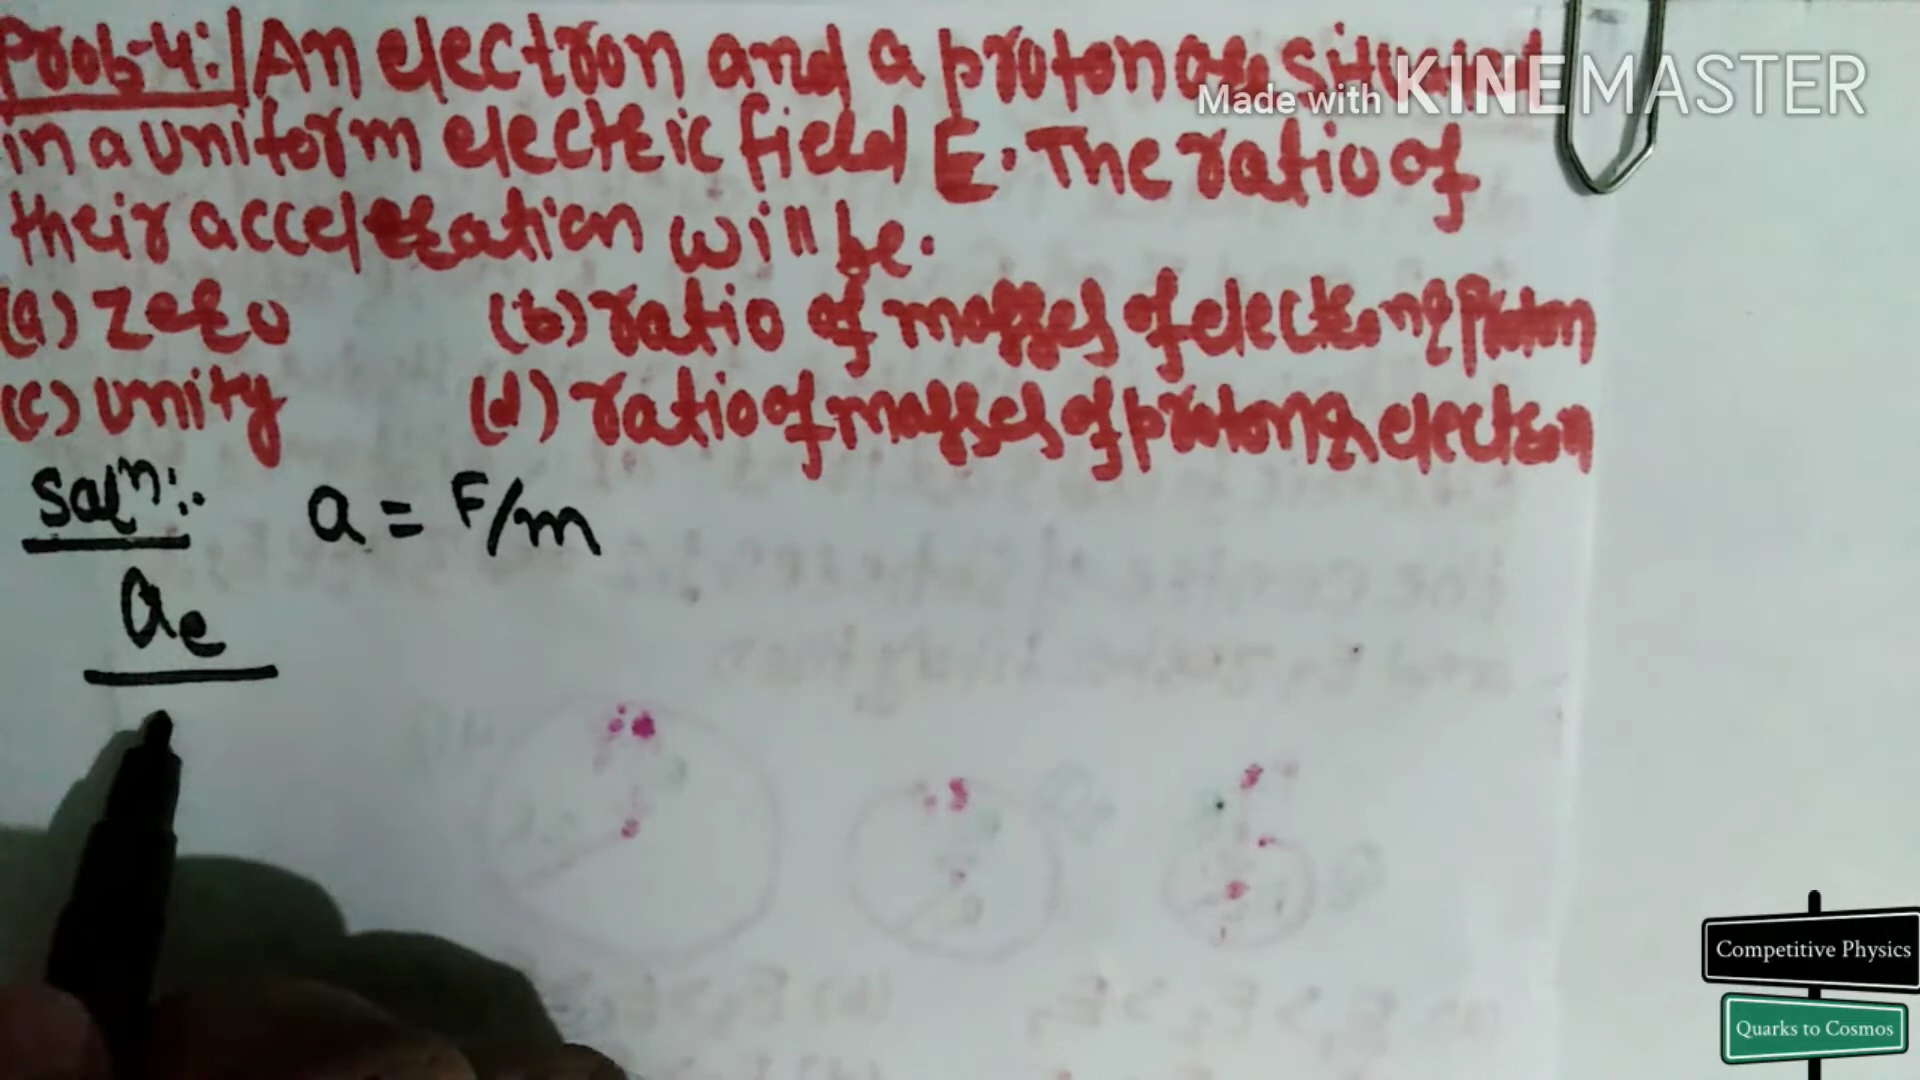 Prob-4:| An electron and a proton are situated
Made with KINEMASTER
in a uniform electric field E. The ratio of
their acceleration will be.
(a) zero (b) ratio of masses of electron & proton
(c) unity (d) ratio of masses of proton & electron
Solⁿ:. a = F/m
ae
Competitive Physics
Quarks to Cosmos